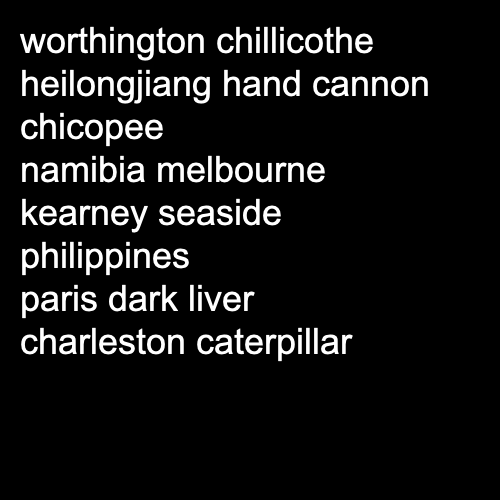 worthington chillicothe
heilongjiang hand cannon
chicopee
namibia melbourne
kearney seaside
philippines
paris dark liver
charleston caterpillar